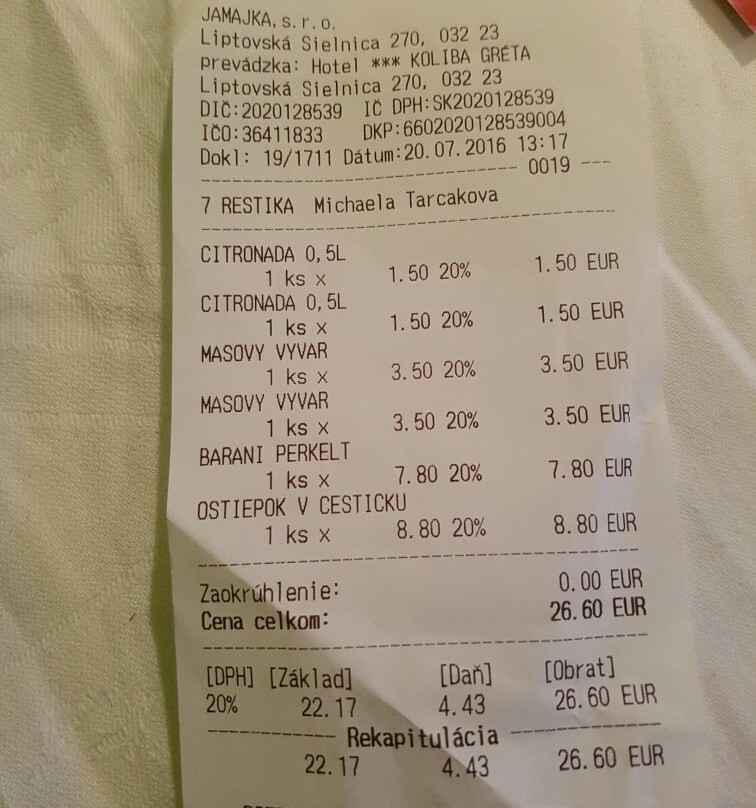 JAMAJKA, s.r.o.
Liptovská Sielnica 270, 032 23
prevádzka: Hotel *** KOLIBA GRÉTA
Liptovská Sielnica 270, 032 23
DIČ:2020128539 IČ DPH:SK2020128539
IČO:36411833 DKP:6602020128539004
Dokl: 19/1711 Dátum:20.07.2016 13:17
0019
7 RESTIKA Michaela Tarcakova
CITRONADA 0,5L
1 ks x 1.50 20% 1.50 EUR
CITRONADA 0,5L
1 ks x 1.50 20% 1.50 EUR
MASOVY VYVAR
1 ks x 3.50 20% 3.50 EUR
MASOVY VYVAR
1 ks x 3.50 20% 3.50 EUR
BARANI PERKELT
1 ks x 7.80 20% 7.80 EUR
OSTIEPOK V CESTICKU
1 ks x 8.80 20% 8.80 EUR
Zaokrúhlenie: 0.00 EUR
Cena celkom: 26.60 EUR
[DPH] [Základ] [Daň] [Obrat]
20% 22.17 4.43 26.60 EUR
Rekapitulácia
22.17 4.43 26.60 EUR